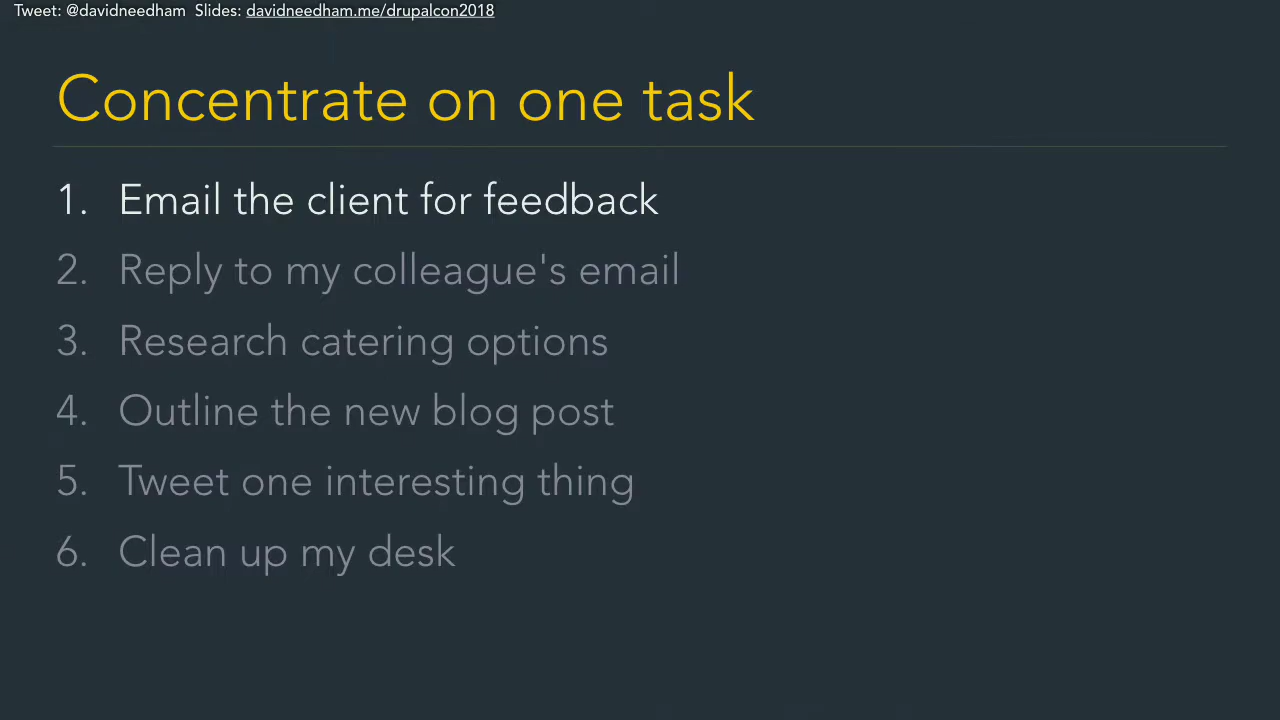 Tweet: @davidneedham Slides: davidneedham.me/drupalcon2018
Concentrate on one task
1. Email the client for feedback
2. Reply to my colleague's email
3. Research catering options
4. Outline the new blog post
5. Tweet one interesting thing
6. Clean up my desk